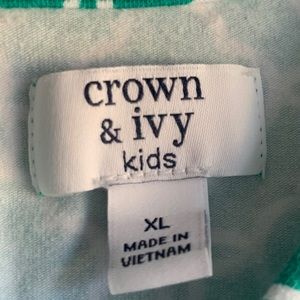 crown
& ivy
kids
XL
MADE IN
VIETNAM